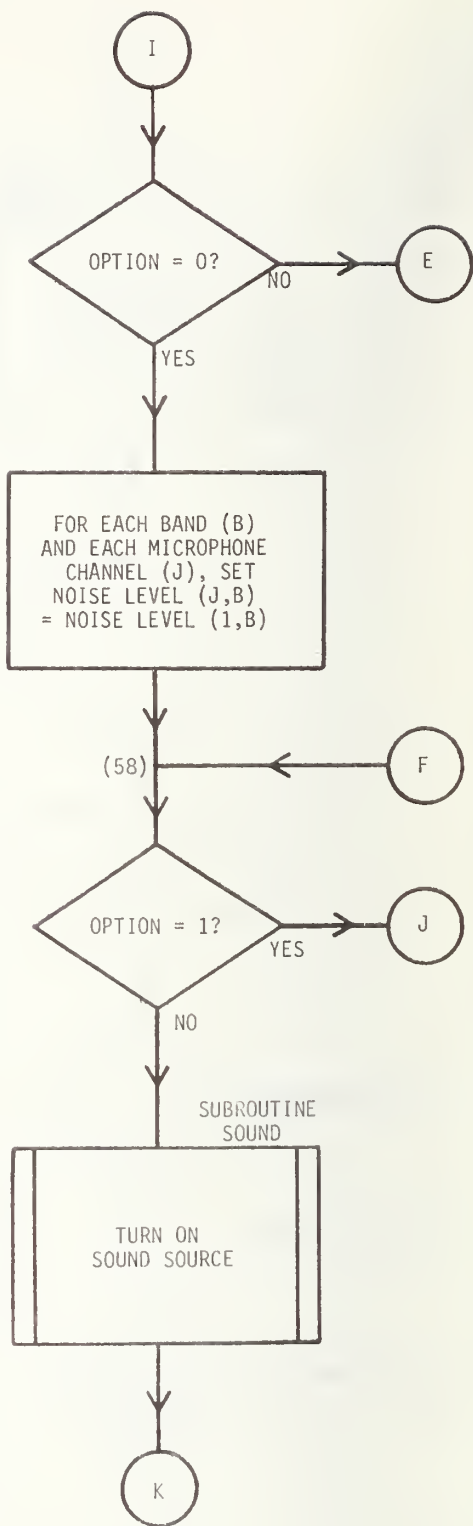 I
OPTION = 0?
NO
E
YES
FOR EACH BAND (B)
AND EACH MICROPHONE
CHANNEL (J), SET
NOISE LEVEL (J,B)
= NOISE LEVEL (1,B)
(58)
F
OPTION = 1?
YES
J
NO
SUBROUTINE
SOUND
TURN ON
SOUND SOURCE
K